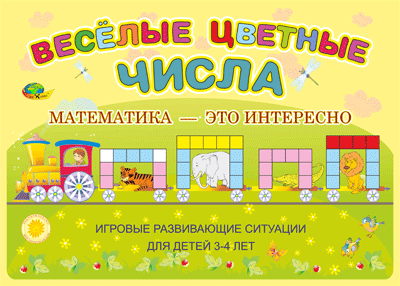 ВЕСЁЛЫЕ ЦВЕТНЫЕ
ЧИСЛА
МАТЕМАТИКА — ЭТО ИНТЕРЕСНО
ИГРОВЫЕ РАЗВИВАЮЩИЕ СИТУАЦИИ
ДЛЯ ДЕТЕЙ 3-4 ЛЕТ